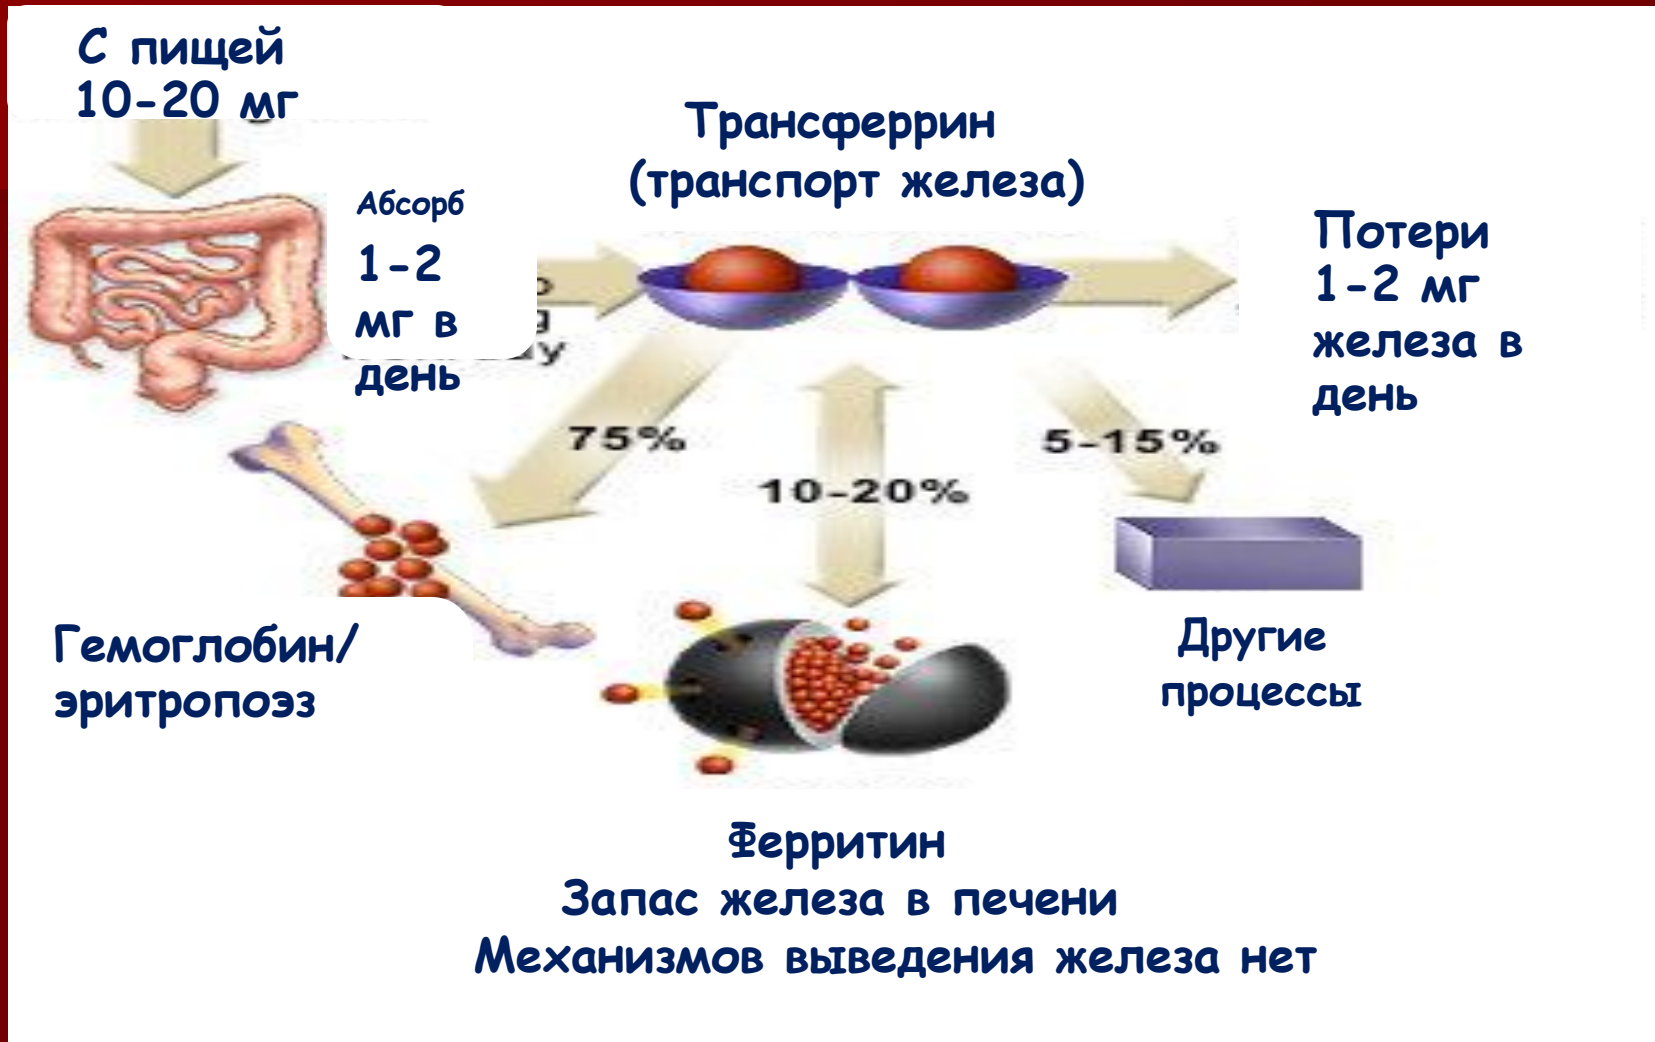 С пищей
10-20 мг
Трансферрин
(транспорт железа)
Абсорб
1-2
мг в
день
Потери
1-2 мг
железа в
день
75%
10-20%
5-15%
Гемоглобин/
эритропоэз
Другие
процессы
Ферритин
Запас железа в печени
Механизмов выведения железа нет